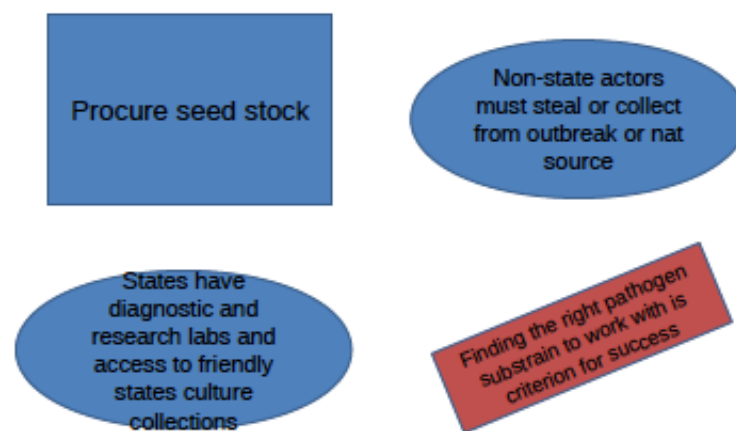 Procure seed stock
Non-state actors
must steal or collect
from outbreak or nat
source
States have
diagnostic and
research labs and
access to friendly
states culture
collections
Finding the right pathogen
substrain to work with is
criterion for success